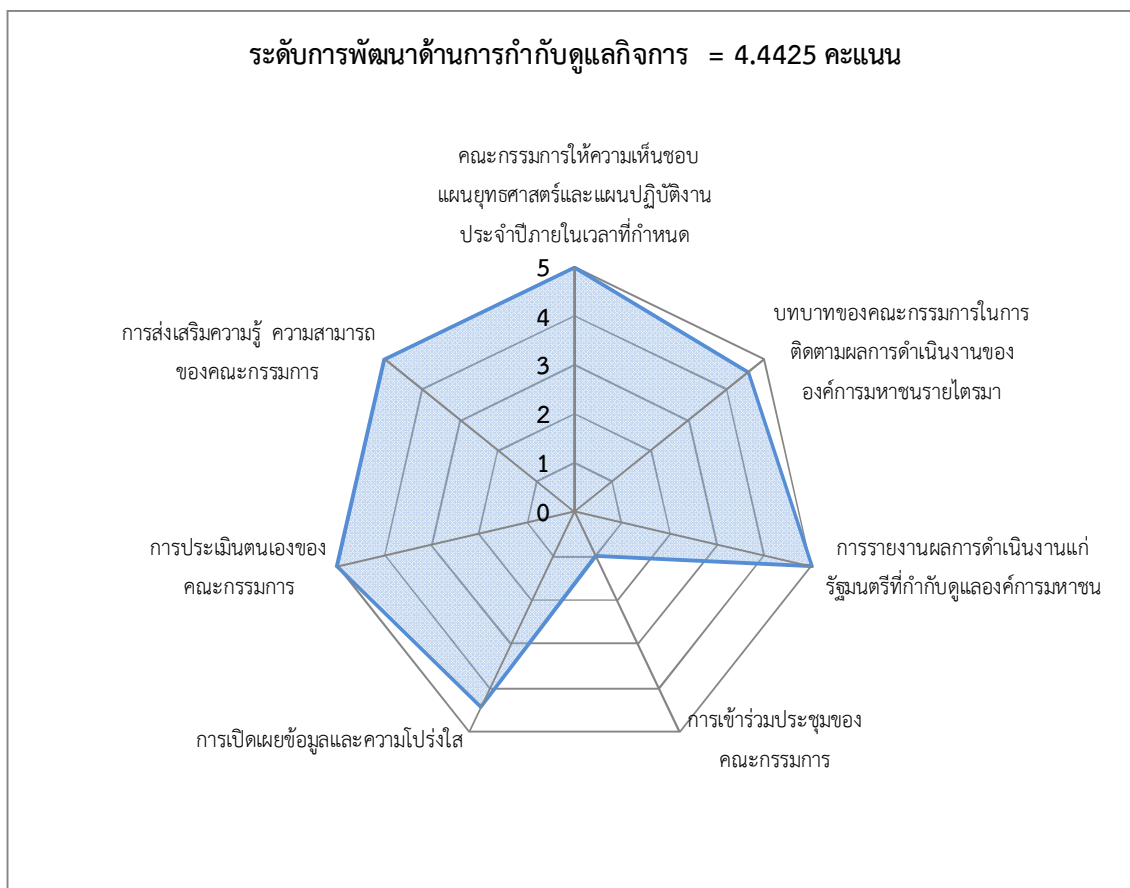 ระดับการพัฒนาด้านการกำกับดูแลกิจการ = 4.4425 คะแนน
คณะกรรมการให้ความเห็นชอบ
แผนยุทธศาสตร์และแผนปฏิบัติงาน
ประจำปีภายในเวลาที่กำหนด
บทบาทของคณะกรรมการในการ
ติดตามผลการดำเนินงานของ
องค์การมหาชนรายไตรมา
การรายงานผลการดำเนินงานแก่
รัฐมนตรีที่กำกับดูแลองค์การมหาชน
การเข้าร่วมประชุมของ
คณะกรรมการ
การเปิดเผยข้อมูลและความโปร่งใส
การประเมินตนเองของ
คณะกรรมการ
การส่งเสริมความรู้ ความสามารถ
ของคณะกรรมการ
5
4
3
2
1
0